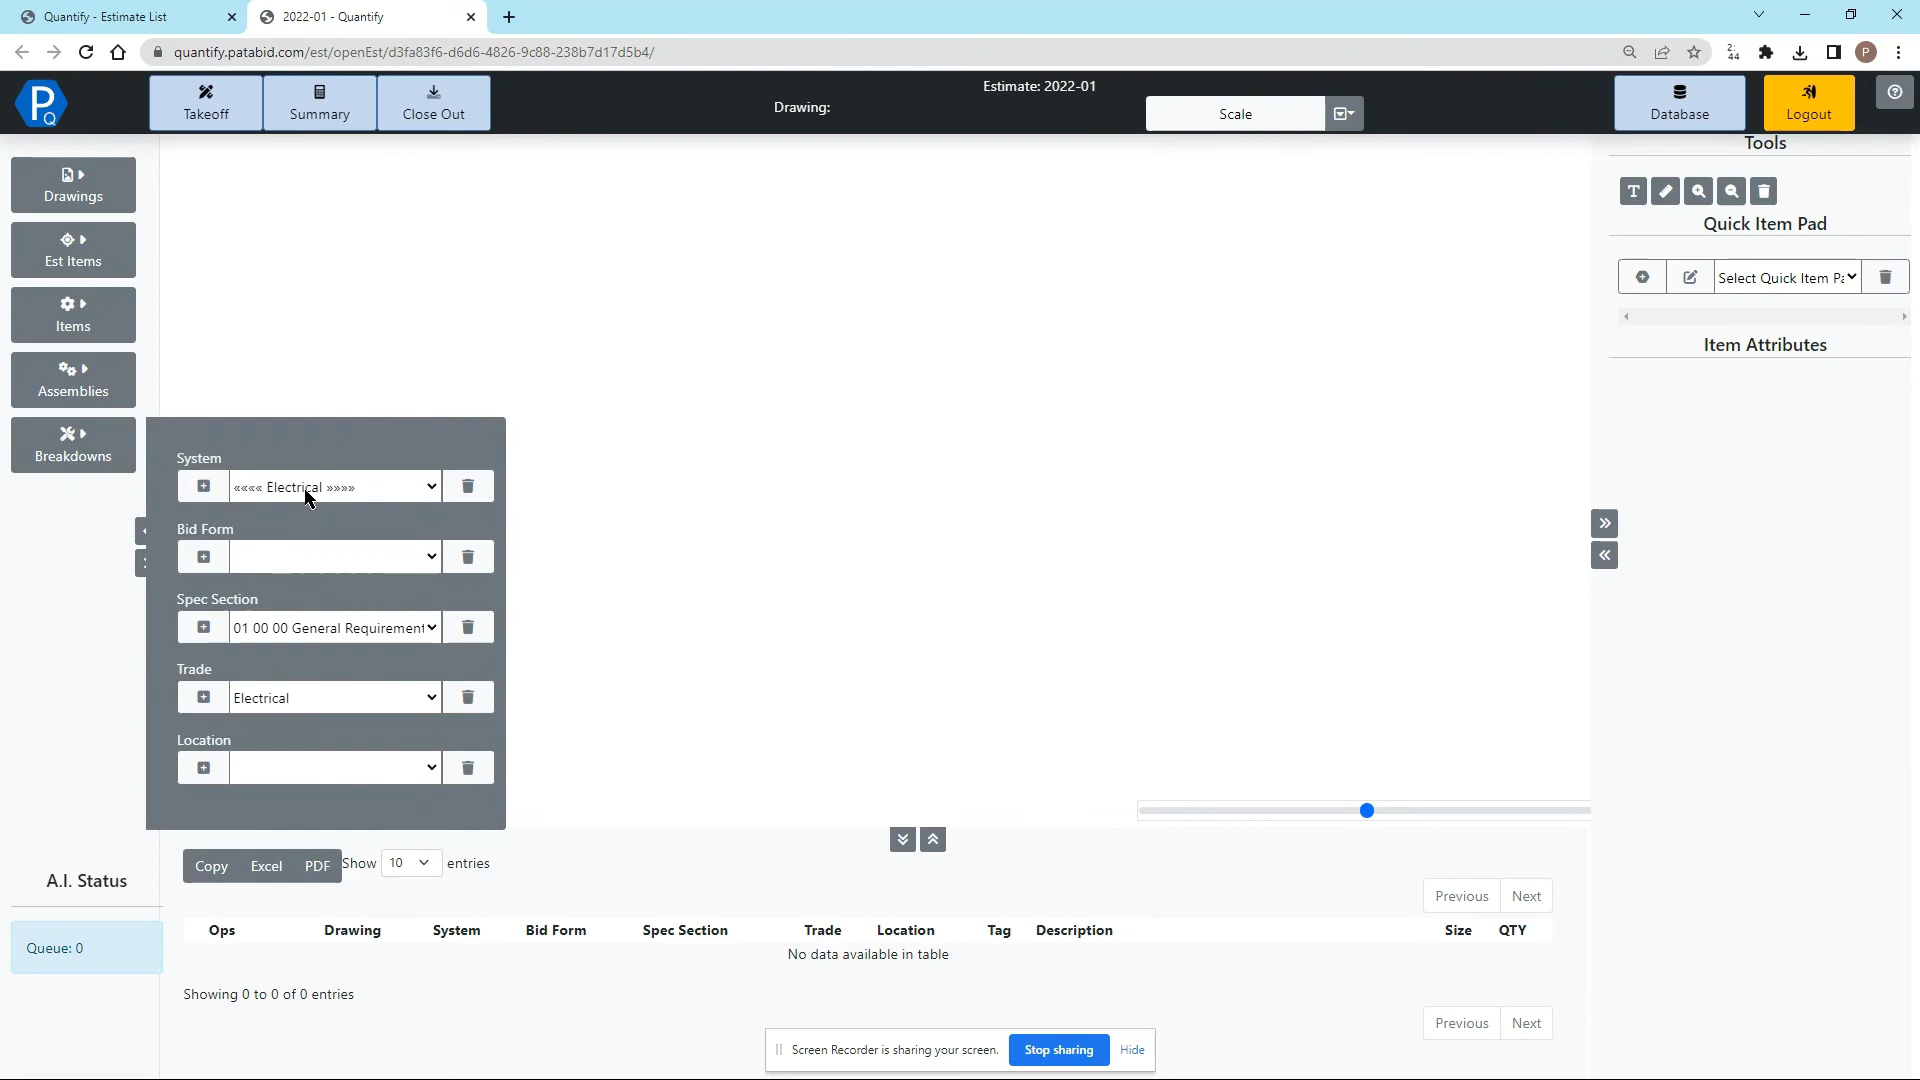 Quantify - Estimate List
2022-01 - Quantify
quantify.patabid.com/est/openEst/d3fa83f6-d6d6-4826-9c88-238b7d17d5b4/
2:
44
P
PQ
Takeoff
Summary
Close Out
Drawing:
Estimate: 2022-01
Scale
Database
Logout
Drawings
Est Items
Items
Assemblies
Breakdowns
Tools
T
Quick Item Pad
Select Quick Item Pa
Item Attributes
System
«««« Electrical »»»»
Bid Form
Spec Section
01 00 00 General Requirement
Trade
Electrical
Location
A.I. Status
Queue: 0
Copy Excel PDF Show 10 entries
Previous Next
Ops Drawing System Bid Form Spec Section Trade Location Tag Description Size QTY
No data available in table
Showing 0 to 0 of 0 entries
Previous Next
Screen Recorder is sharing your screen. Stop sharing Hide